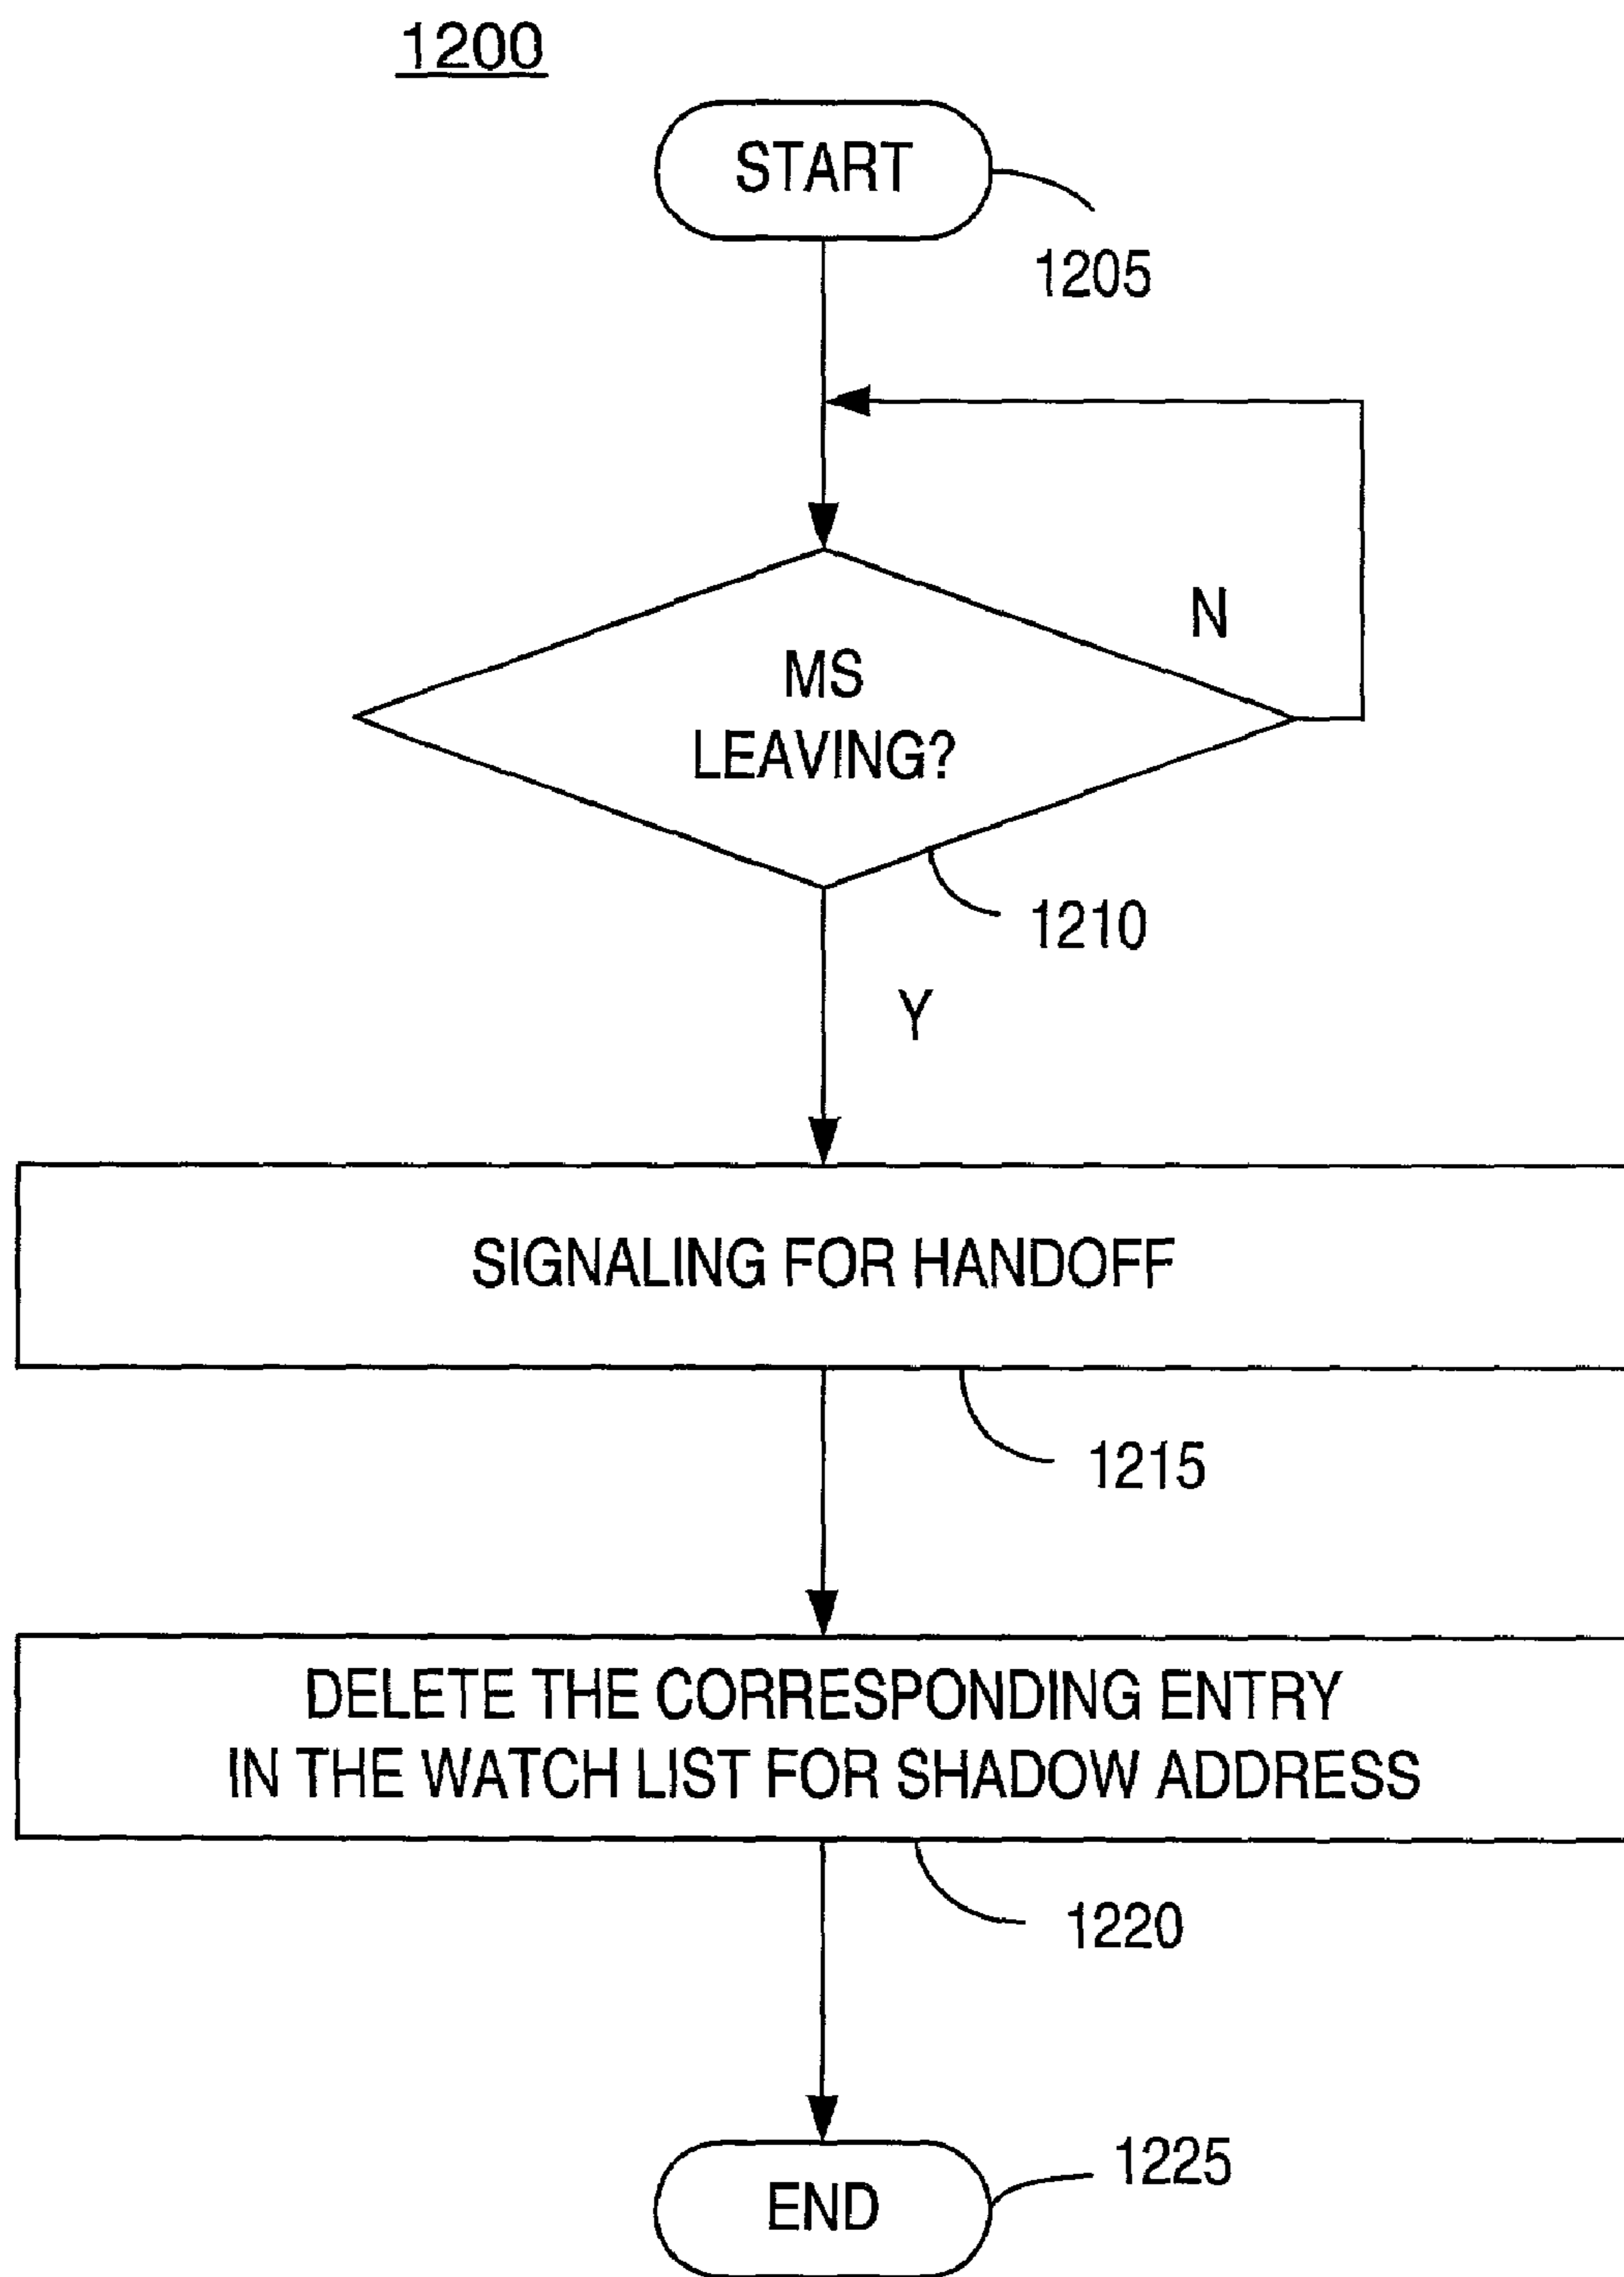 1200
START
1205
N
MS
LEAVING?
1210
Y
SIGNALING FOR HANDOFF
1215
DELETE THE CORRESPONDING ENTRY
IN THE WATCH LIST FOR SHADOW ADDRESS
1220
1225
END